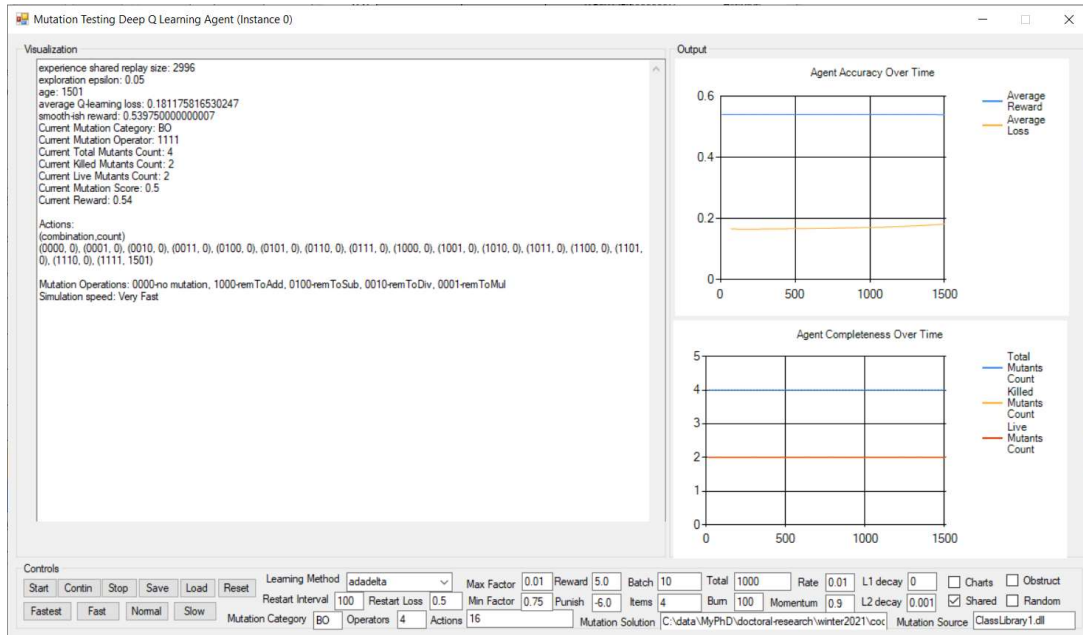 Mutation Testing Deep Q Learning Agent (Instance 0)
Visualization
experience shared replay size: 2996
exploration epsilon: 0.05
age: 1501
average Q-learning loss: 0.181175816530247
smooth-ish reward: 0.539750000000007
Current Mutation Category: BO
Current Mutation Operator: 1111
Current Total Mutants Count: 4
Current Killed Mutants Count: 2
Current Live Mutants Count: 2
Current Mutation Score: 0.5
Current Reward: 0.54
Actions:
(combination,count)
(0000, 0), (0001, 0), (0010, 0), (0011, 0), (0100, 0), (0101, 0), (0110, 0), (0111, 0), (1000, 0), (1001, 0), (1010, 0), (1011, 0), (1100, 0), (1101,
0), (1110, 0), (1111, 1501)
Mutation Operations: 0000-no mutation, 1000-remToAdd, 0100-remToSub, 0010-remToDiv, 0001-remToMul
Simulation speed: Very Fast
Output
Agent Accuracy Over Time
0.6
0.4
0.2
0
0 500 1000 1500
Average
Reward
Average
Loss
Agent Completeness Over Time
5
4
3
2
1
0
0 500 1000 1500
Total
Mutants
Count
Killed
Mutants
Count
Live
Mutants
Count
Controls
Start Contin Stop Save Load Reset Learning Method adadelta Max Factor 0.01 Reward 5.0 Batch 10 Total 1000 Rate 0.01 L1 decay 0 Charts Obstruct
Fastest Fast Normal Slow Restart Interval 100 Restart Loss 0.5 Min Factor 0.75 Punish -6.0 Items 4 Burn 100 Momentum 0.9 L2 decay 0.001 Shared Random
Mutation Category BO Operators 4 Actions 16 Mutation Solution C:\data\MyPhD\doctoral-research\winter2021\coc Mutation Source ClassLibrary1.dll